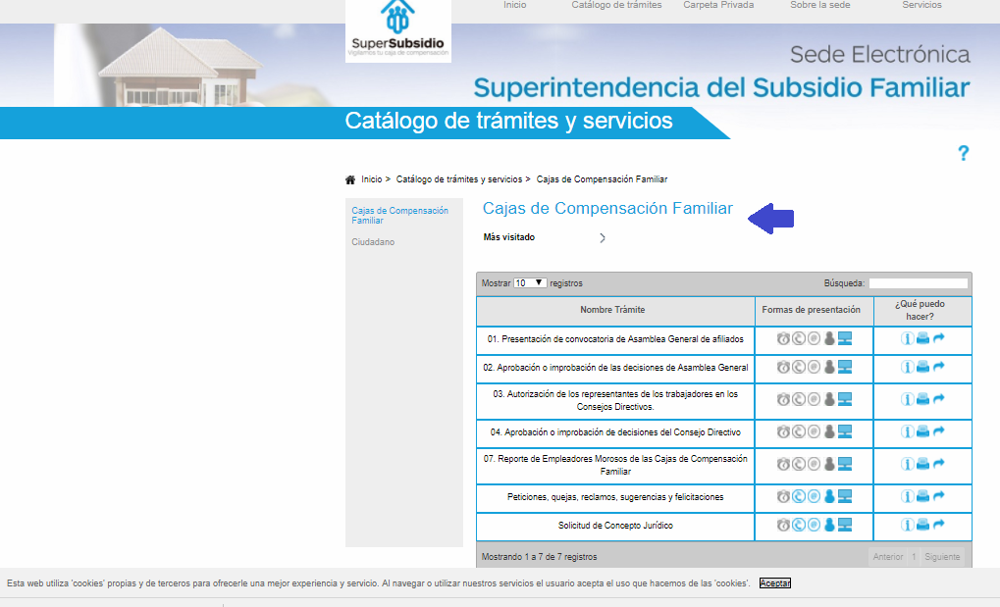 Inicio Catálogo de trámites Carpeta Privada Sobre la sede Servicios
SuperSubsidio
Vigilamos tu caja de compensación
Sede Electrónica
Superintendencia del Subsidio Familiar
Catálogo de trámites y servicios
?
Inicio > Catálogo de trámites y servicios > Cajas de Compensación Familiar
Cajas de Compensación
Familiar
Ciudadano
Cajas de Compensación Familiar
Más visitado
Mostrar 10 registros Búsqueda:
Nombre Trámite Formas de presentación ¿Qué puedo
hacer?
01. Presentación de convocatoria de Asamblea General de afiliados
02. Aprobación o improbación de las decisiones de Asamblea General
03. Autorización de los representantes de los trabajadores en los
Consejos Directivos.
04. Aprobación o improbación de decisiones del Consejo Directivo
07. Reporte de Empleadores Morosos de las Cajas de Compensación
Familiar
Peticiones, quejas, reclamos, sugerencias y felicitaciones
Solicitud de Concepto Jurídico
Mostrando 1 a 7 de 7 registros Anterior 1 Siguiente
Esta web utiliza 'cookies' propias y de terceros para ofrecerle una mejor experiencia y servicio. Al navegar o utilizar nuestros servicios el usuario acepta el uso que hacemos de las 'cookies'. Aceptar